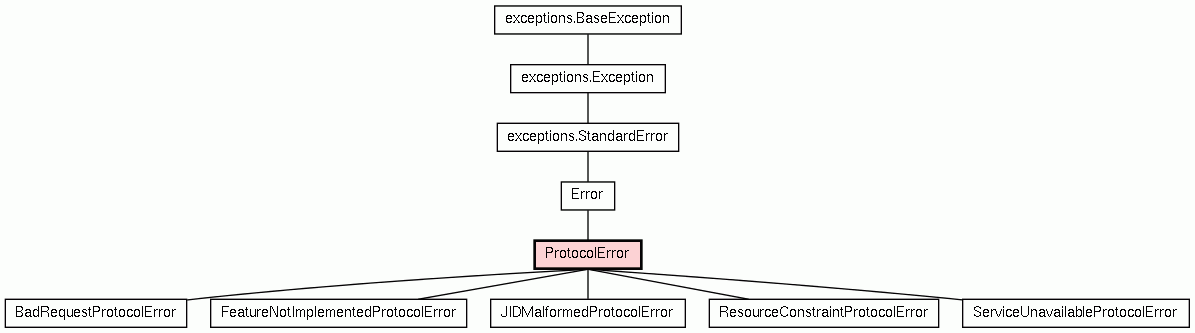 exceptions.BaseException
exceptions.Exception
exceptions.StandardError
Error
ProtocolError
BadRequestProtocolError
FeatureNotImplementedProtocolError
JIDMalformedProtocolError
ResourceConstraintProtocolError
ServiceUnavailableProtocolError